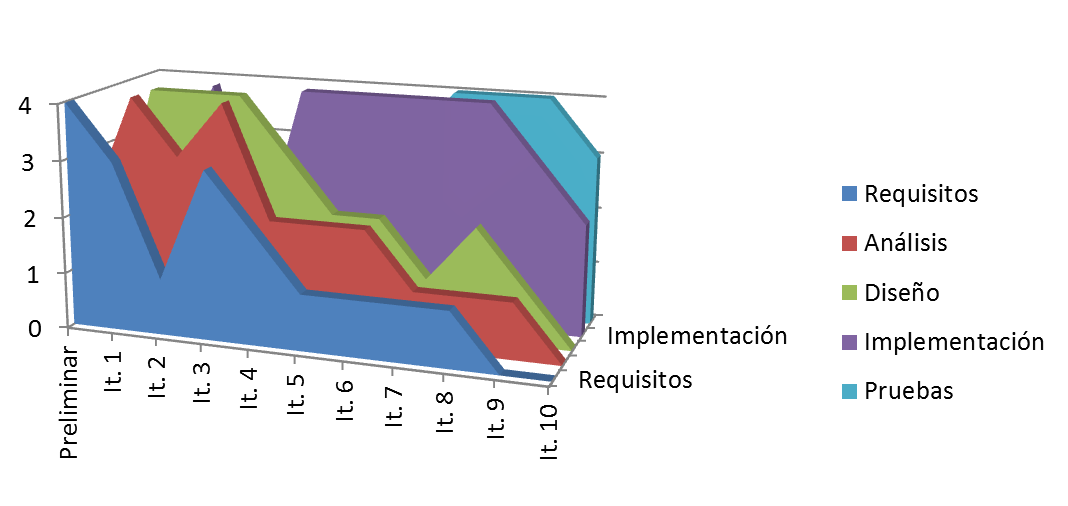 4
3
2
1
0
Preliminar
It. 1
It. 2
It. 3
It. 4
It. 5
It. 6
It. 7
It. 8
It. 9
It. 10
Requisitos
Implementación
Requisitos
Análisis
Diseño
Implementación
Pruebas